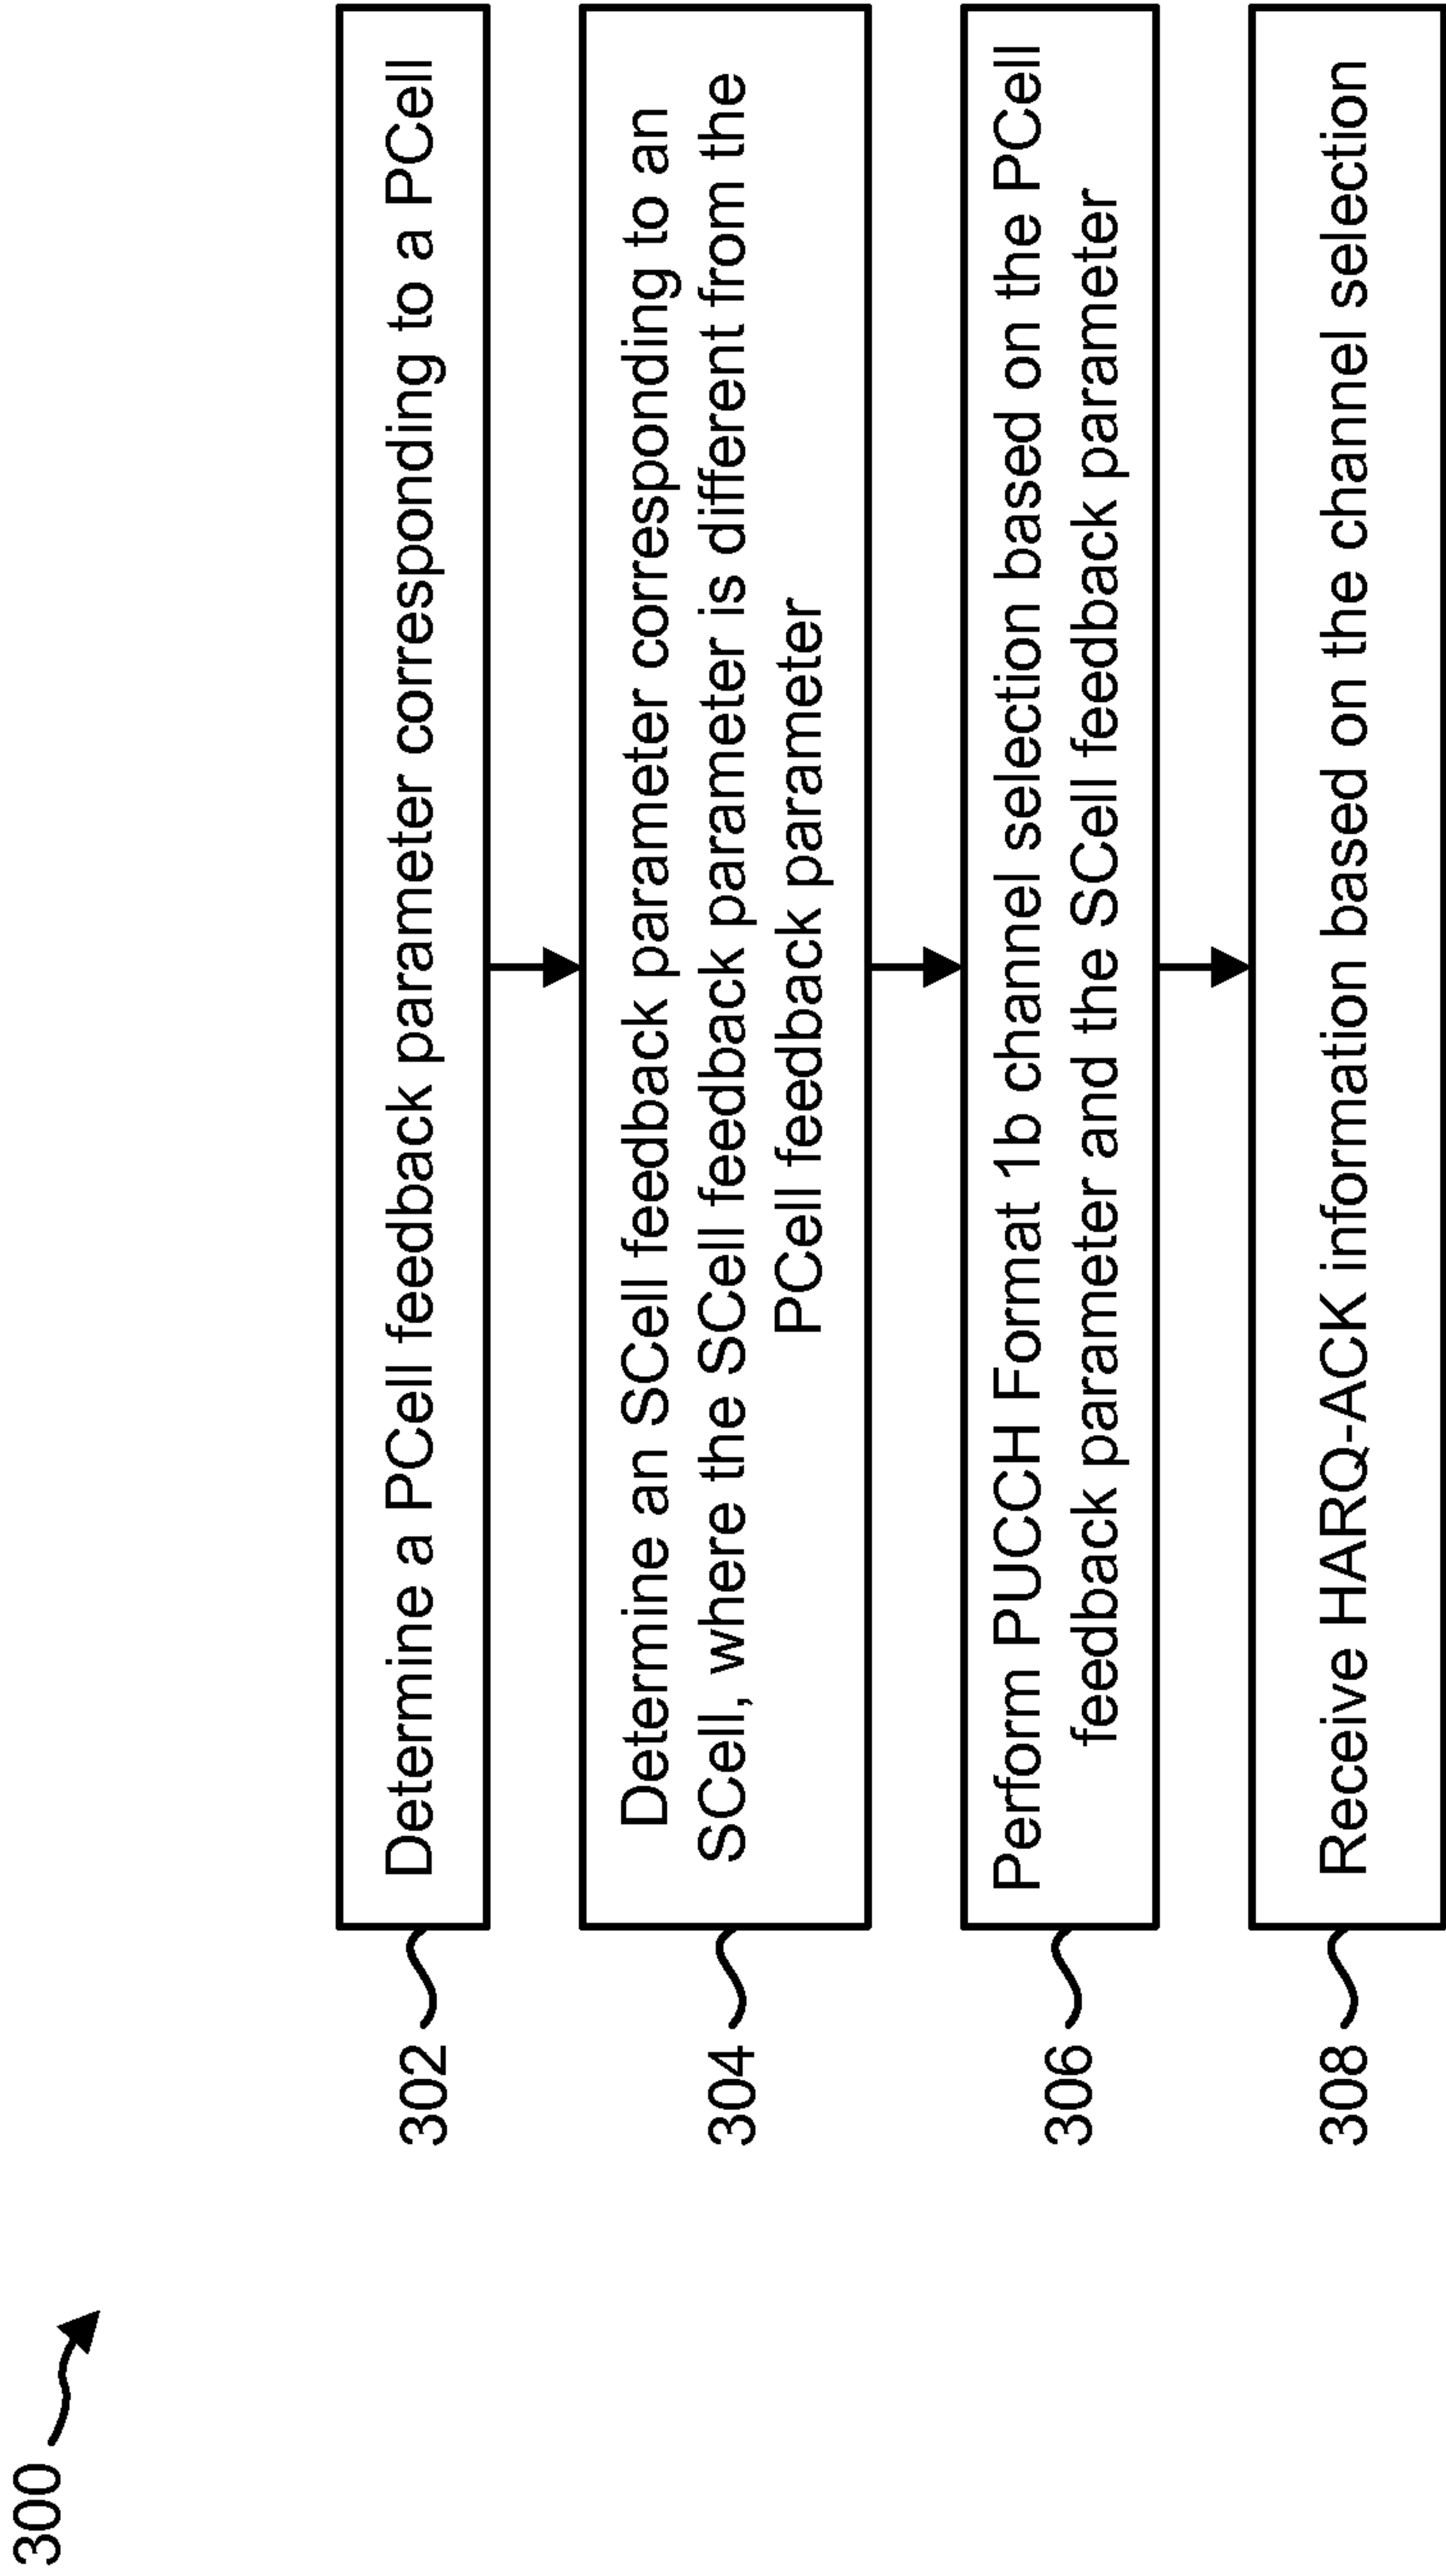 300
302
Determine a PCell feedback parameter corresponding to a PCell
304
Determine an SCell feedback parameter corresponding to an
SCell, where the SCell feedback parameter is different from the
PCell feedback parameter
306
Perform PUCCH Format 1b channel selection based on the PCell
feedback parameter and the SCell feedback parameter
308
Receive HARQ-ACK information based on the channel selection